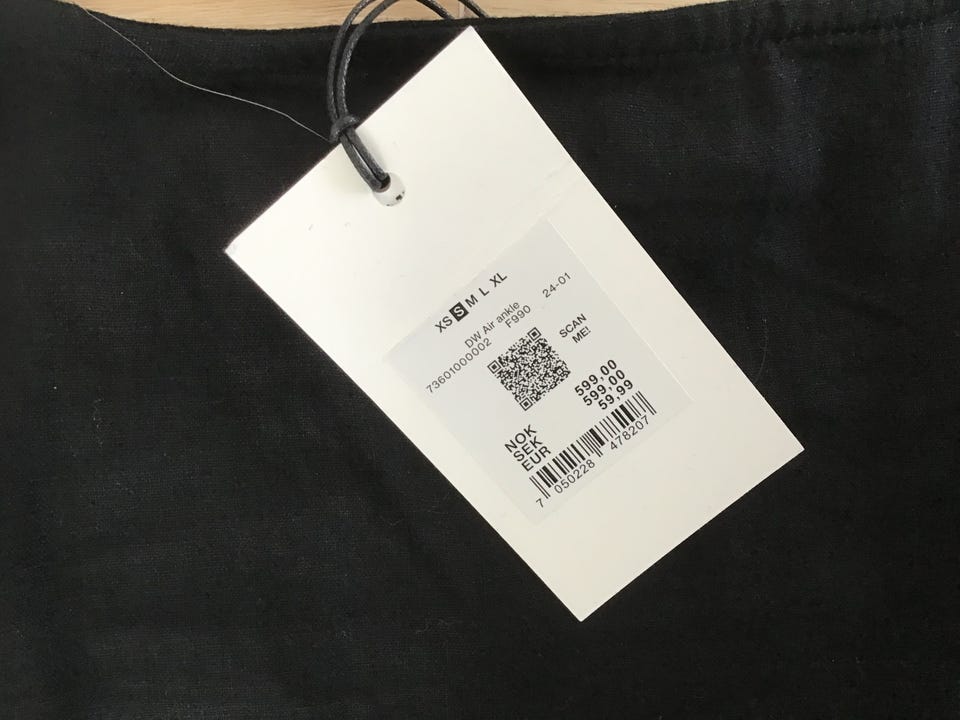 XS S M L XL
DW Air ankle
73601000002 F990 24-01
SCAN
ME!
NOK 599,00
SEK 599,00
EUR 59.99
7 050228 478207